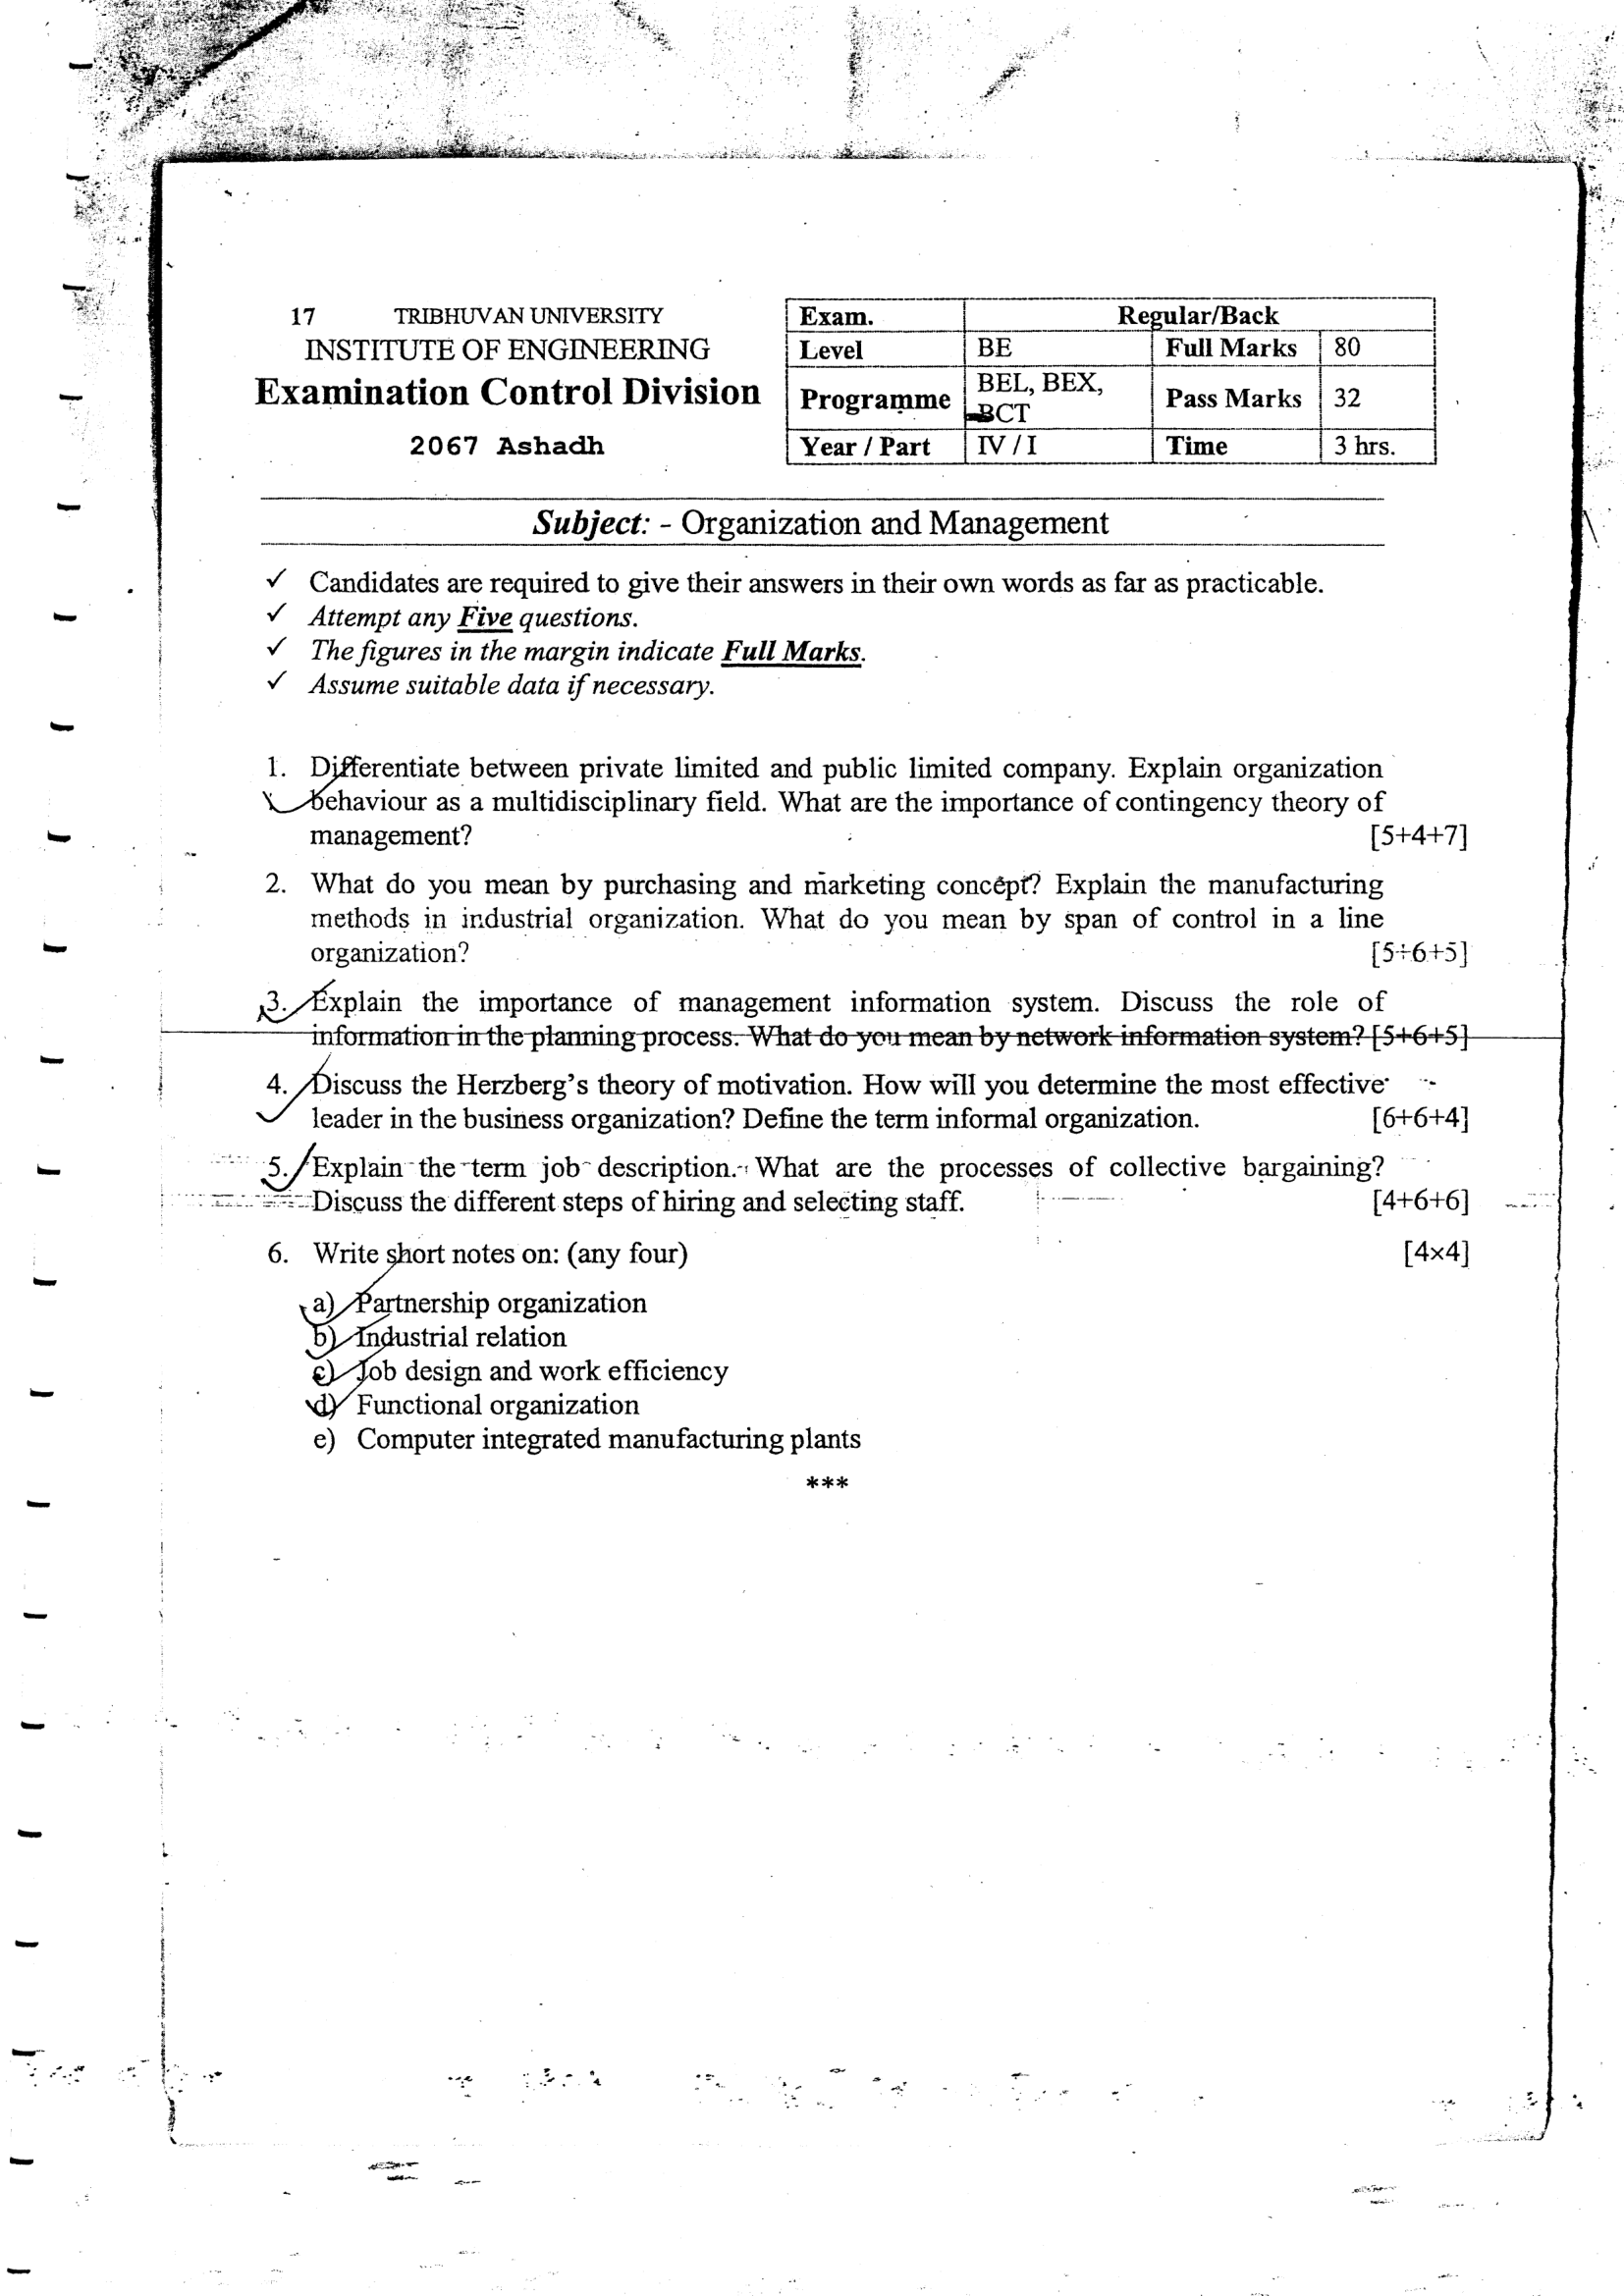 17 TRIBHUVAN UNIVERSITY
INSTITUTE OF ENGINEERING
Examination Control Division
2067 Ashadh
Exam. Regular/Back
Level BE Full Marks 80
Programme BEL, BEX, BCT Pass Marks 32
Year / Part IV / I Time 3 hrs.
Subject: - Organization and Management
✓ Candidates are required to give their answers in their own words as far as practicable.
✓ Attempt any Five questions.
✓ The figures in the margin indicate Full Marks.
✓ Assume suitable data if necessary.
1. Differentiate between private limited and public limited company. Explain organization
behaviour as a multidisciplinary field. What are the importance of contingency theory of
management? [5+4+7]
2. What do you mean by purchasing and marketing concept? Explain the manufacturing
methods in industrial organization. What do you mean by span of control in a line
organization? [5+6+5]
3. Explain the importance of management information system. Discuss the role of
information in the planning process. What do you mean by network information system? [5+6+5]
4. Discuss the Herzberg's theory of motivation. How will you determine the most effective
leader in the business organization? Define the term informal organization. [6+6+4]
5. Explain the term job description. What are the processes of collective bargaining?
Discuss the different steps of hiring and selecting staff. [4+6+6]
6. Write short notes on: (any four) [4×4]
a) Partnership organization
b) Industrial relation
c) Job design and work efficiency
d) Functional organization
e) Computer integrated manufacturing plants
***